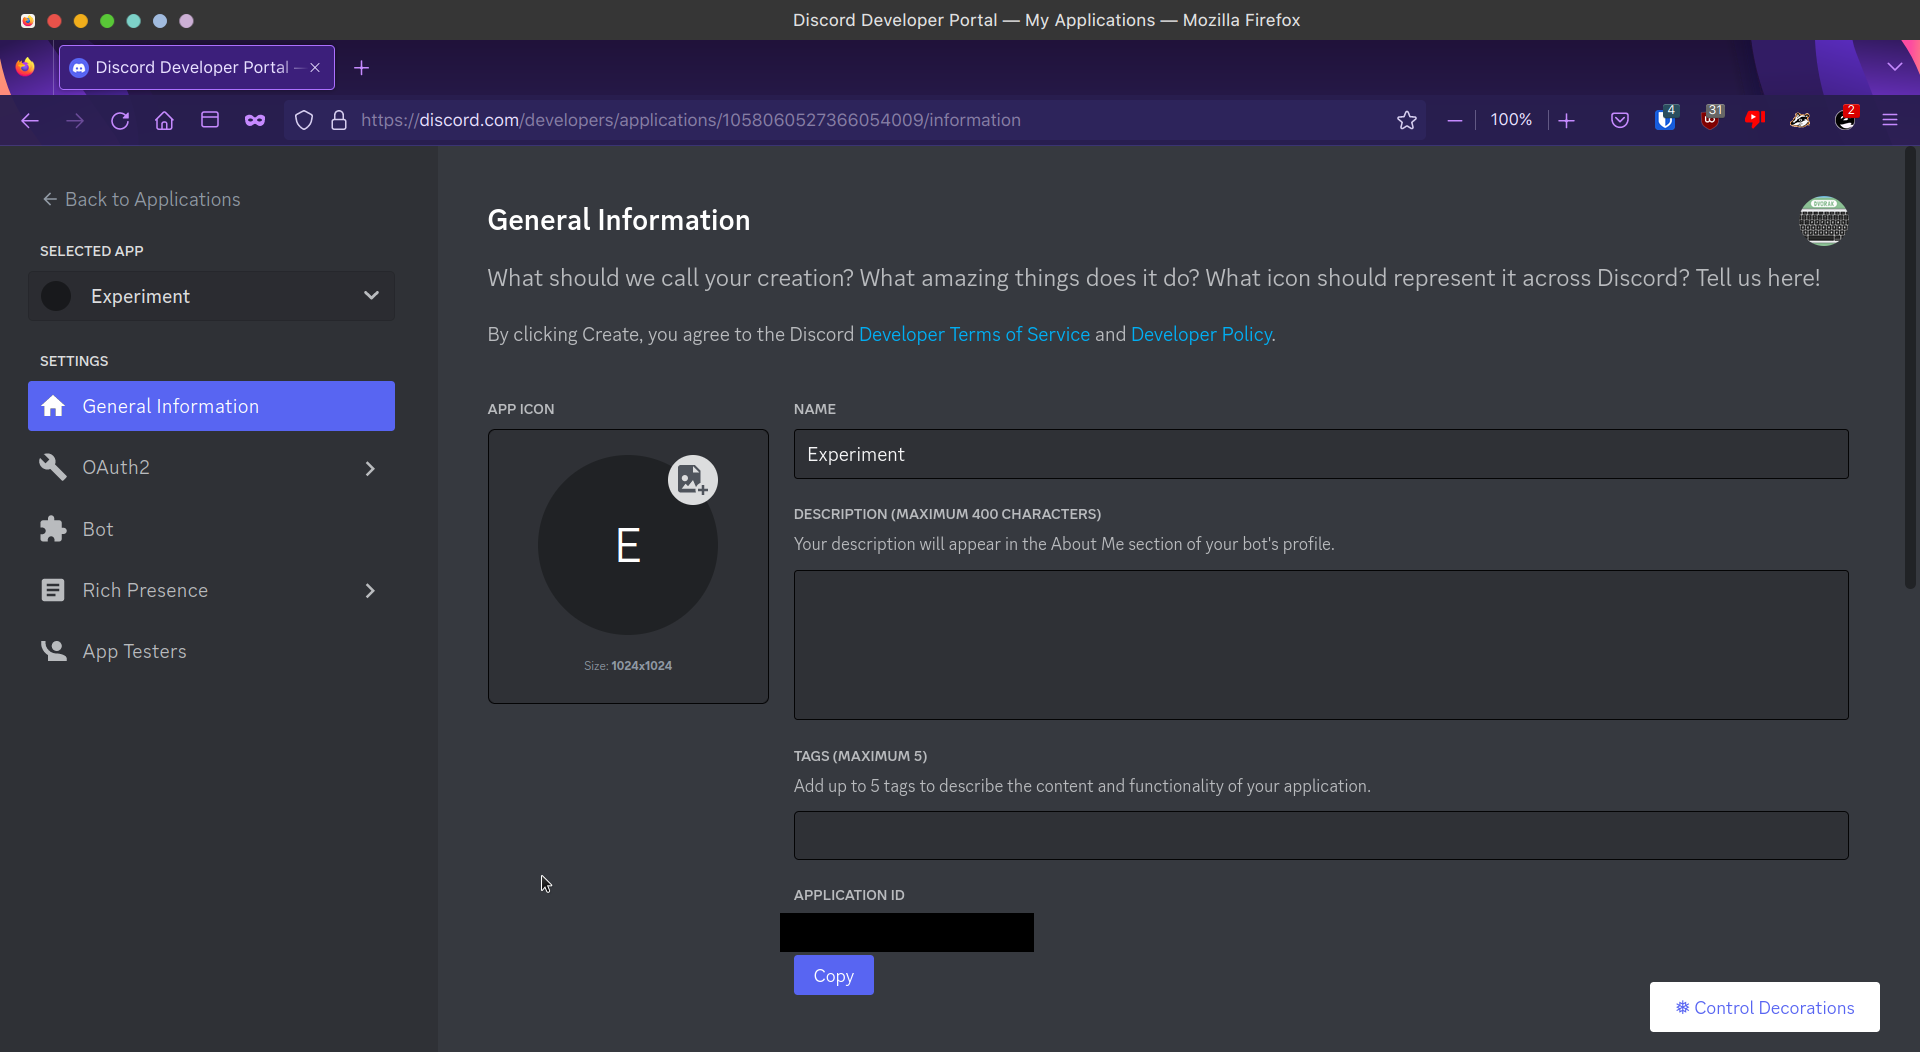 Discord Developer Portal — My Applications — Mozilla Firefox
Discord Developer Portal —
https://discord.com/developers/applications/1058060527366054009/information
100%
4
31
2
← Back to Applications
SELECTED APP
Experiment
SETTINGS
General Information
OAuth2
Bot
Rich Presence
App Testers
General Information
What should we call your creation? What amazing things does it do? What icon should represent it across Discord? Tell us here!
By clicking Create, you agree to the Discord Developer Terms of Service and Developer Policy.
APP ICON
E
Size: 1024x1024
NAME
Experiment
DESCRIPTION (MAXIMUM 400 CHARACTERS)
Your description will appear in the About Me section of your bot's profile.
TAGS (MAXIMUM 5)
Add up to 5 tags to describe the content and functionality of your application.
APPLICATION ID
Copy
Control Decorations
DVORAK